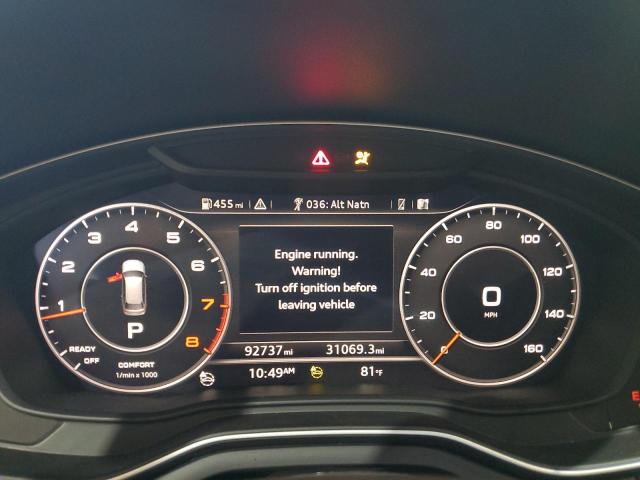 455 mi 036: Alt Natn
Engine running.
Warning!
Turn off ignition before
leaving vehicle
1 2 3 4 5 6 7 8
READY
OFF
P
COMFORT
1/min x 1000
0 20 40 60 80 100 120 140 160
0
MPH
92737 mi 31069.3 mi
10:49AM 81°F